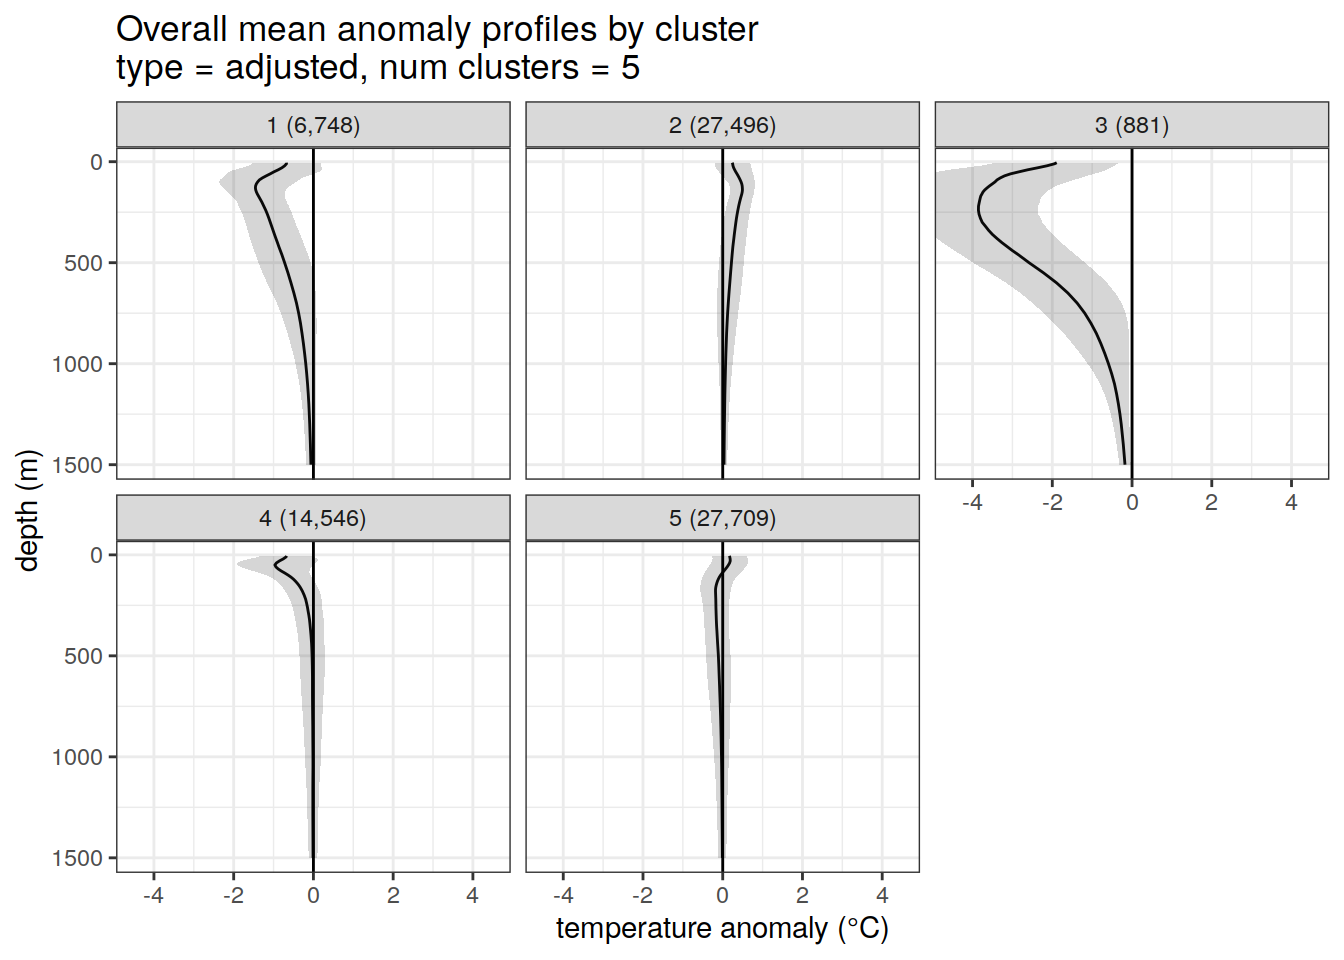 Overall mean anomaly profiles by cluster
type = adjusted, num clusters = 5
1 (6,748)
2 (27,496)
3 (881)
0
500
1000
1500
-4 -2 0 2 4
4 (14,546)
5 (27,709)
0
500
1000
1500
-4 -2 0 2 4
-4 -2 0 2 4
depth (m)
temperature anomaly (°C)